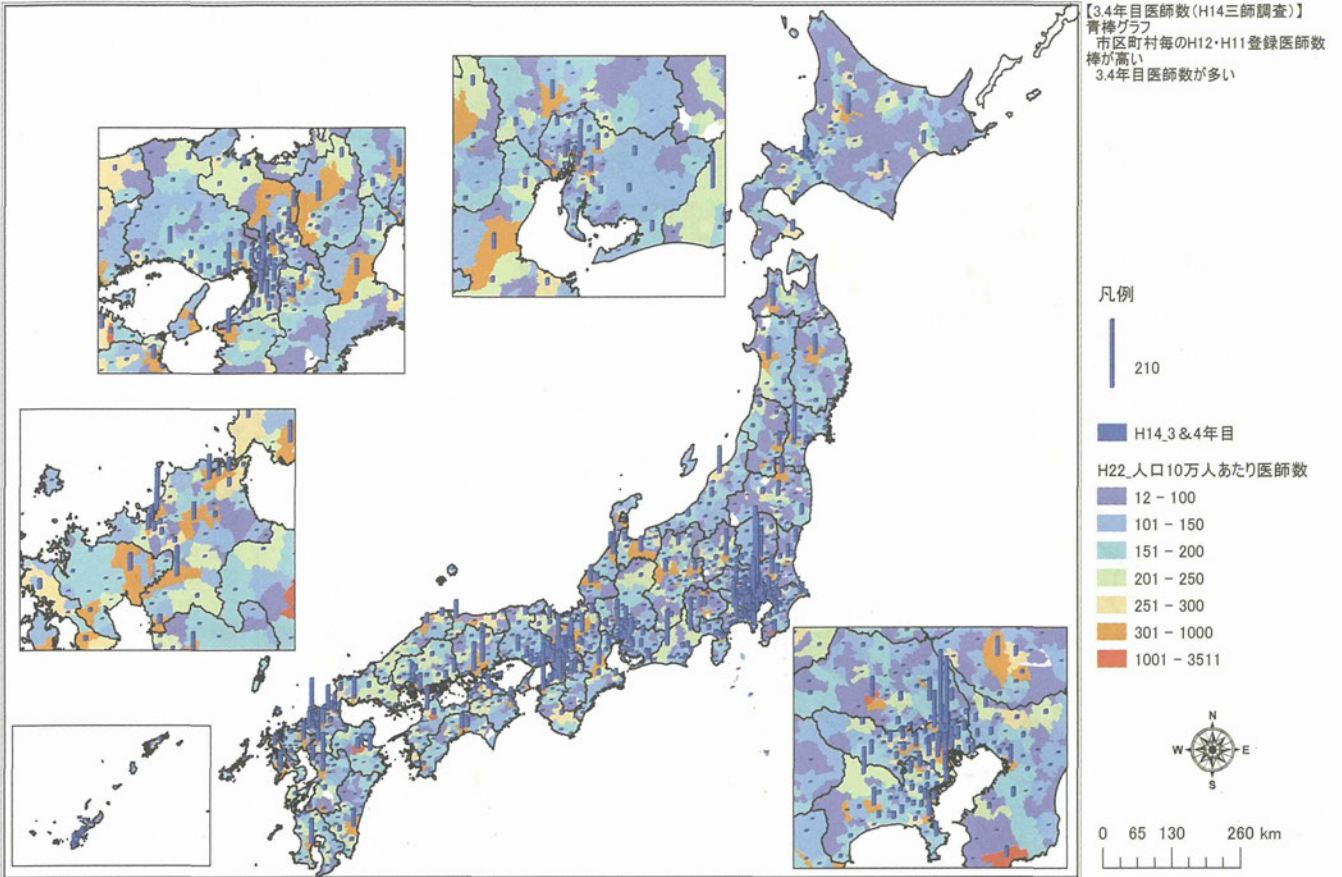 【3.4年目医師数(H14三師調査)】
青棒グラフ
市区町村毎のH12・H11登録医師数
棒が高い
3.4年目医師数が多い
凡例
210
H14_3&4年目
H22_人口10万人あたり医師数
12 - 100
101 - 150
151 - 200
201 - 250
251 - 300
301 - 1000
1001 - 3511
N
W E
S
0 65 130 260 km